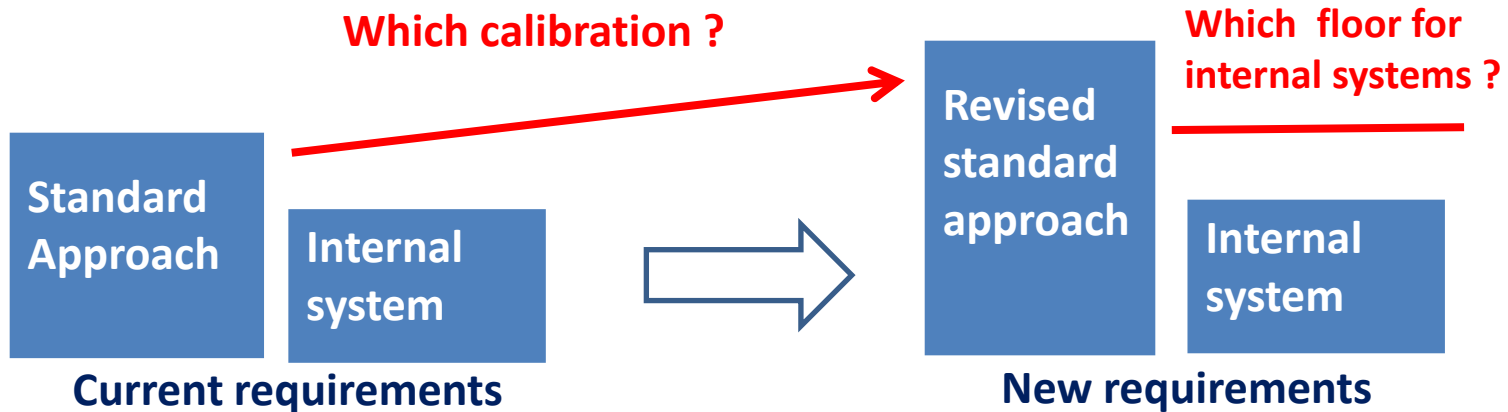 Which calibration ?
Which floor for
internal systems ?
Standard
Approach
Internal
system
Revised
standard
approach
Internal
system
Current requirements
New requirements